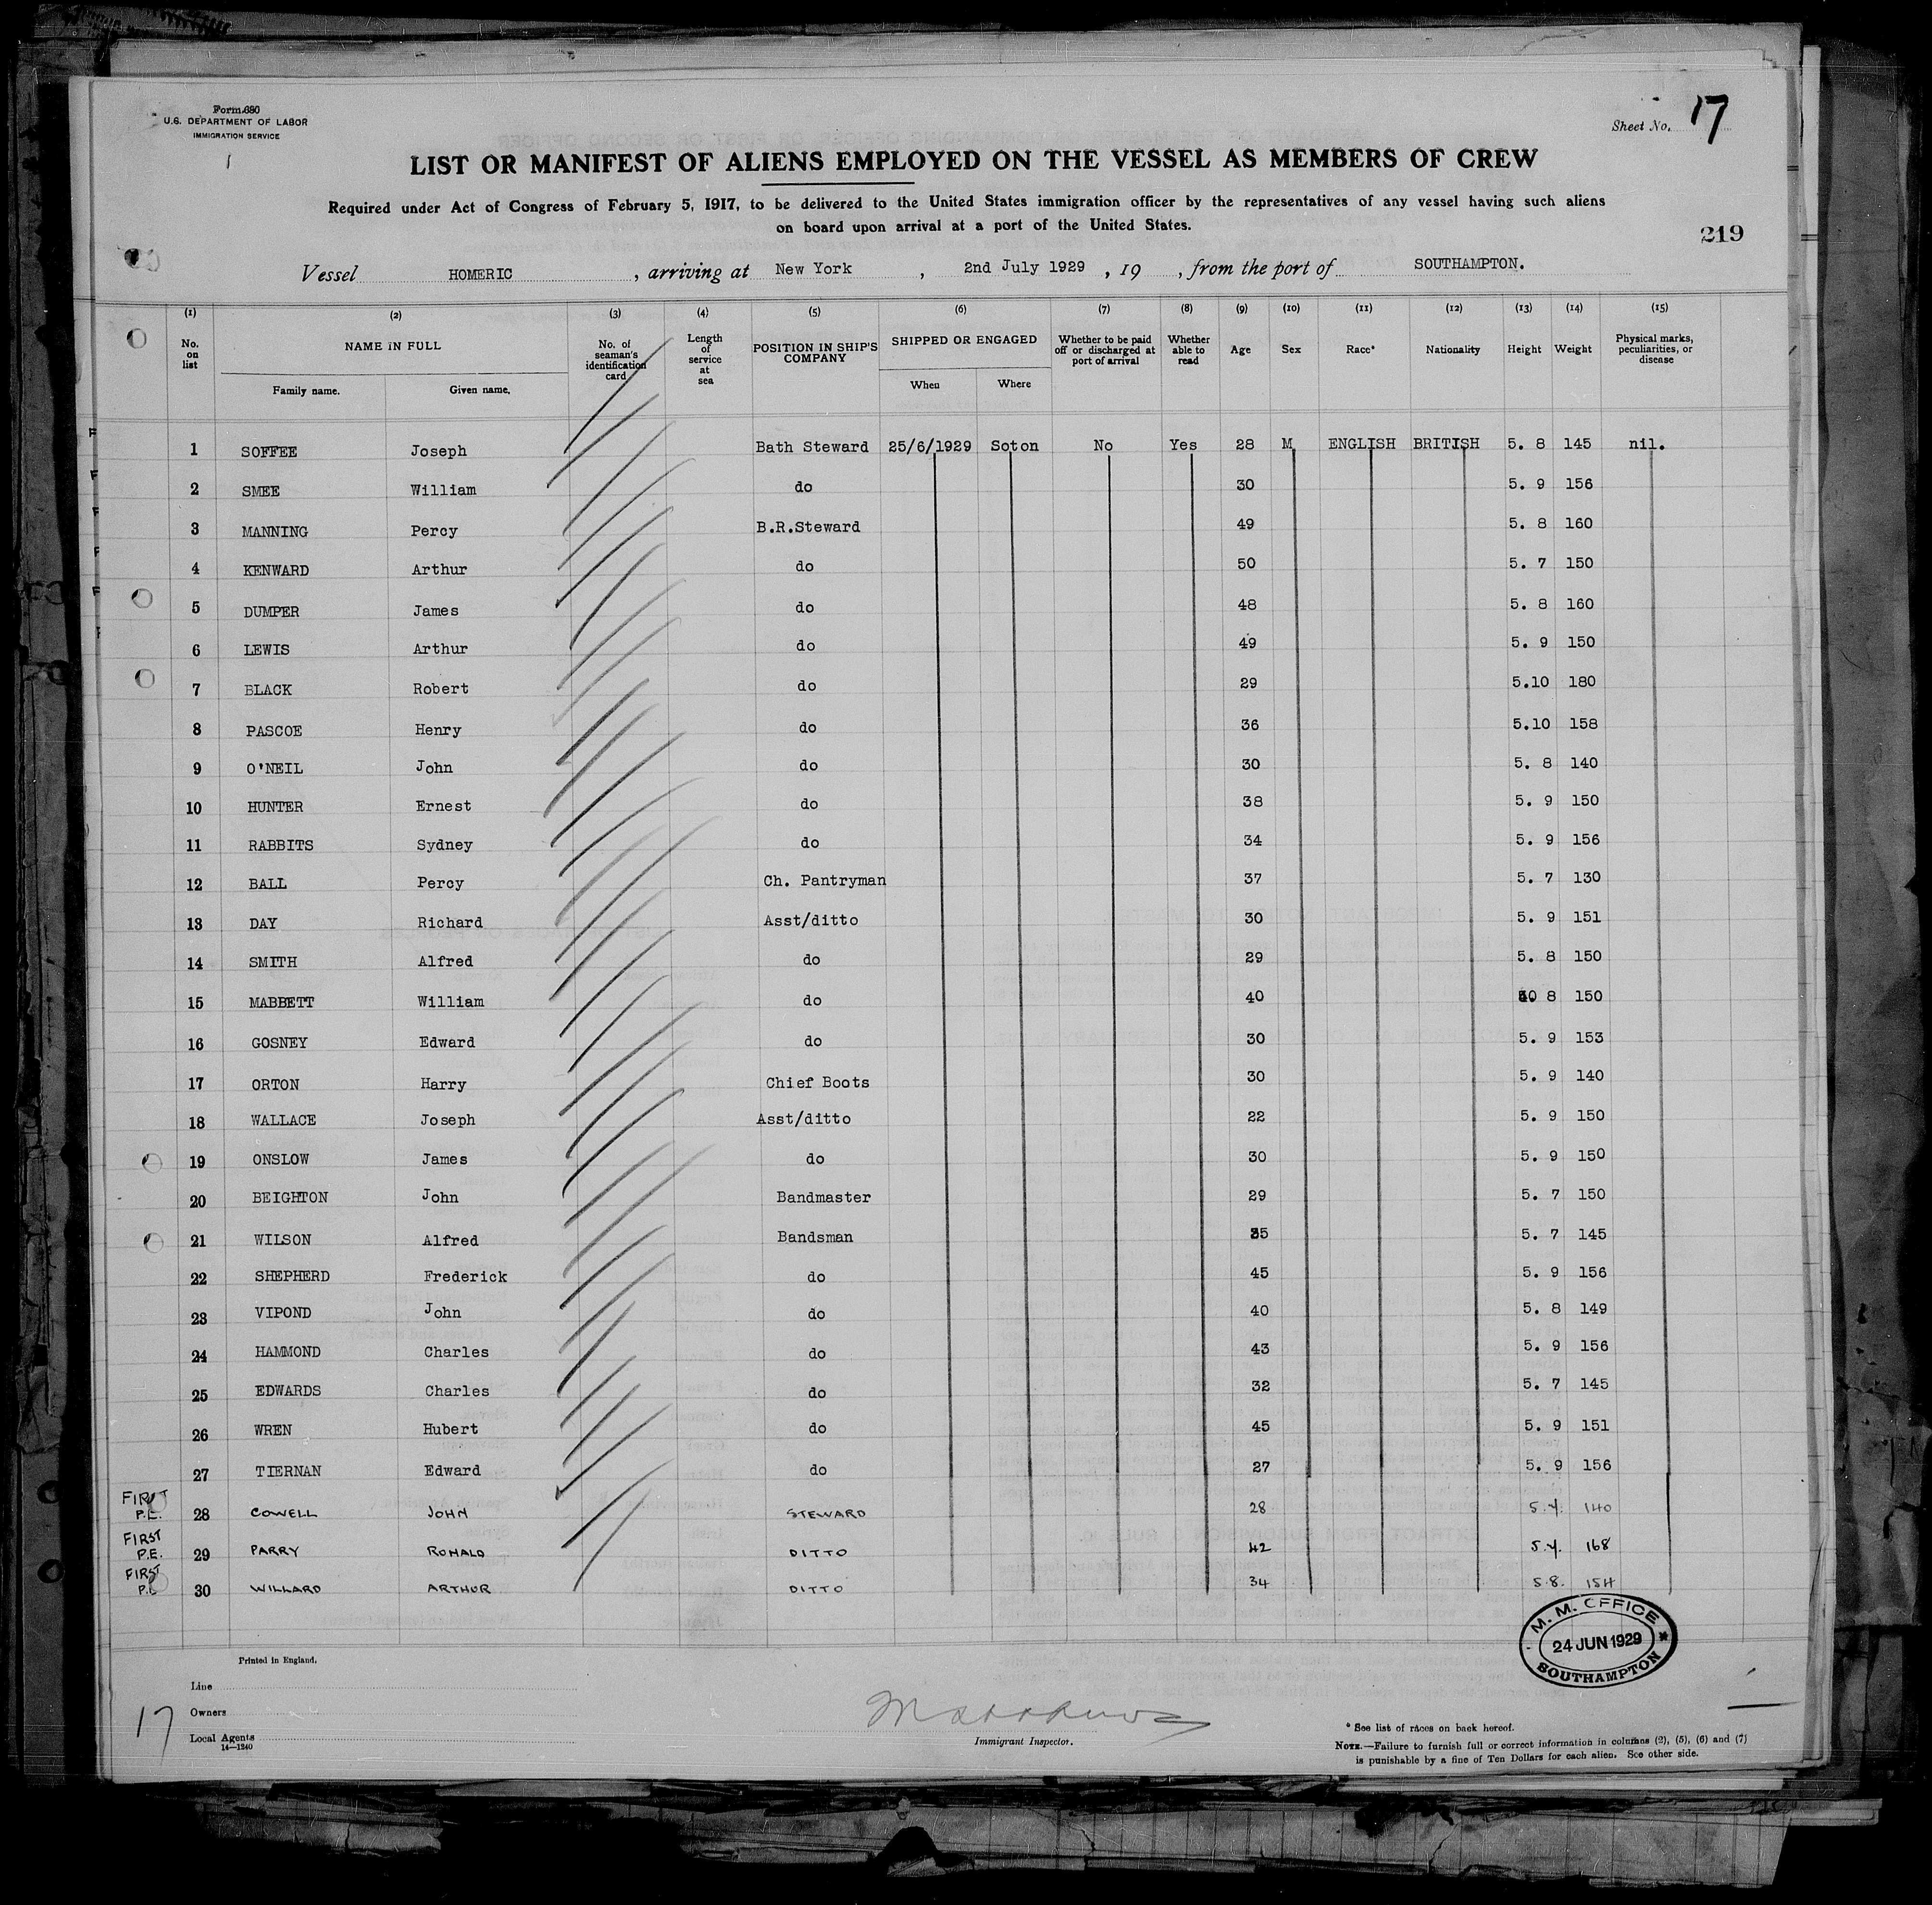 Form 680
U.S. DEPARTMENT OF LABOR
IMMIGRATION SERVICE
Sheet No. 17
LIST OR MANIFEST OF ALIENS EMPLOYED ON THE VESSEL AS MEMBERS OF CREW
Required under Act of Congress of February 5, 1917, to be delivered to the United States immigration officer by the representatives of any vessel having such aliens
on board upon arrival at a port of the United States.
219
Vessel HOMERIC, arriving at New York, 2nd July 1929, 19 , from the port of SOUTHAMPTON.
(1) (2) (3) (4) (5) (6) (7) (8) (9) (10) (11) (12) (13) (14) (15)
No. on list NAME IN FULL Family name. Given name. No. of seaman's identification card Length of service at sea POSITION IN SHIP'S COMPANY SHIPPED OR ENGAGED When Where Whether to be paid off or discharged at port of arrival Whether able to read Age Sex Race* Nationality Height Weight Physical marks, peculiarities, or disease
1 SOFFEE Joseph Bath Steward 25/6/1929 Soton No Yes 28 M ENGLISH BRITISH 5. 8 145 nil.
2 SMEE William do 30 5. 9 156
3 MANNING Percy B.R.Steward 49 5. 8 160
4 KENWARD Arthur do 50 5. 7 150
5 DUMPER James do 48 5. 8 160
6 LEWIS Arthur do 49 5. 9 150
7 BLACK Robert do 29 5.10 180
8 PASCOE Henry do 36 5.10 158
9 O'NEIL John do 30 5. 8 140
10 HUNTER Ernest do 38 5. 9 150
11 RABBITS Sydney do 34 5. 9 156
12 BALL Percy Ch. Pantryman 37 5. 7 130
13 DAY Richard Asst/ditto 30 5. 9 151
14 SMITH Alfred do 29 5. 8 150
15 MABBETT William do 40 8 150
16 GOSNEY Edward do 30 5. 9 153
17 ORTON Harry Chief Boots 30 5. 9 140
18 WALLACE Joseph Asst/ditto 22 5. 9 150
19 ONSLOW James do 30 5. 9 150
20 BEIGHTON John Bandmaster 29 5. 7 150
21 WILSON Alfred Bandsman 35 5. 7 145
22 SHEPHERD Frederick do 45 5. 9 156
23 VIPOND John do 40 5. 8 149
24 HAMMOND Charles do 43 5. 9 156
25 EDWARDS Charles do 32 5. 7 145
26 WREN Hubert do 45 5. 9 151
27 TIERNAN Edward do 27 5. 9 156
FIRST P.E. 28 COWELL JOHN STEWARD 28 140
FIRST P.E. 29 PARRY RONALD DITTO 42 168
FIRST P.E. 30 WILLARD ARTHUR DITTO 34 5.8. 154
M. M. OFFICE
24 JUN 1929
SOUTHAMPTON
Printed in England.
Line
Owners
Local Agents
14—1240
17
Matthews
Immigrant Inspector.
* See list of races on back hereof.
NOTE.—Failure to furnish full or correct information in columns (2), (5), (6) and (7)
is punishable by a fine of Ten Dollars for each alien. See other side.